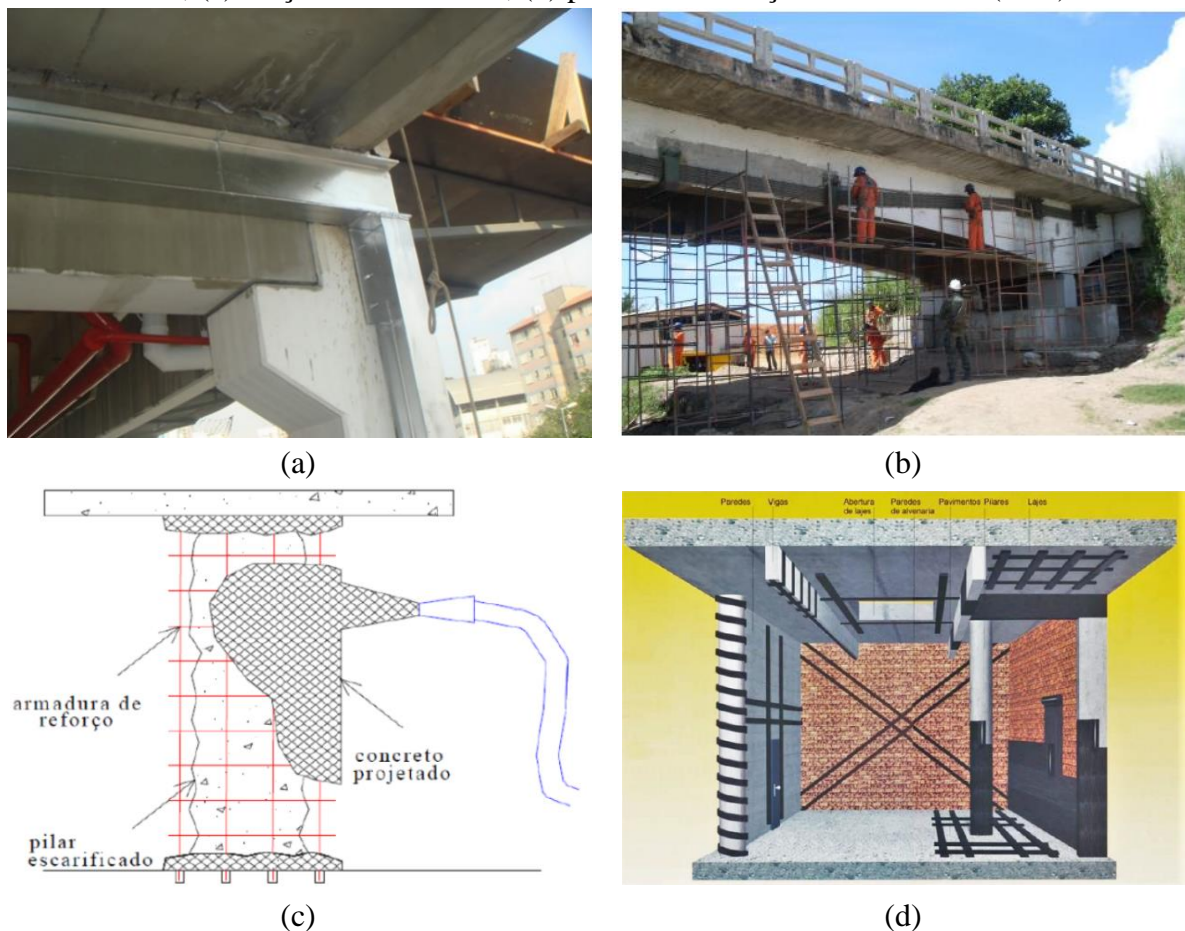 (a)
(b)
armadura de
reforço
pilar
escarificado
concreto
projetado
(c)
Paredes Vigas Abertura de lajes Paredes de alvenaria Pavimentos Pilares Lajes
(d)